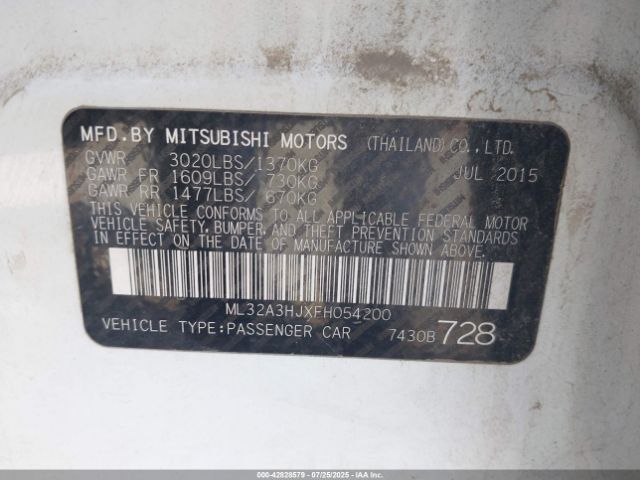 MFD.BY MITSUBISHI MOTORS (THAILAND)CO.,LTD.
GVWR 3020LBS/1370KG JUL 2015
GAWR FR 1609LBS/ 730KG
GAWR RR 1477LBS/ 670KG
THIS VEHICLE CONFORMS TO ALL APPLICABLE FEDERAL MOTOR
VEHICLE SAFETY, BUMPER, AND THEFT PREVENTION STANDARDS
IN EFFECT ON THE DATE OF MANUFACTURE SHOWN ABOVE.
ML32A3HJXFH054200
VEHICLE TYPE:PASSENGER CAR 7430B 728
000-42828579 - 07/25/2025 - IAAI.COM